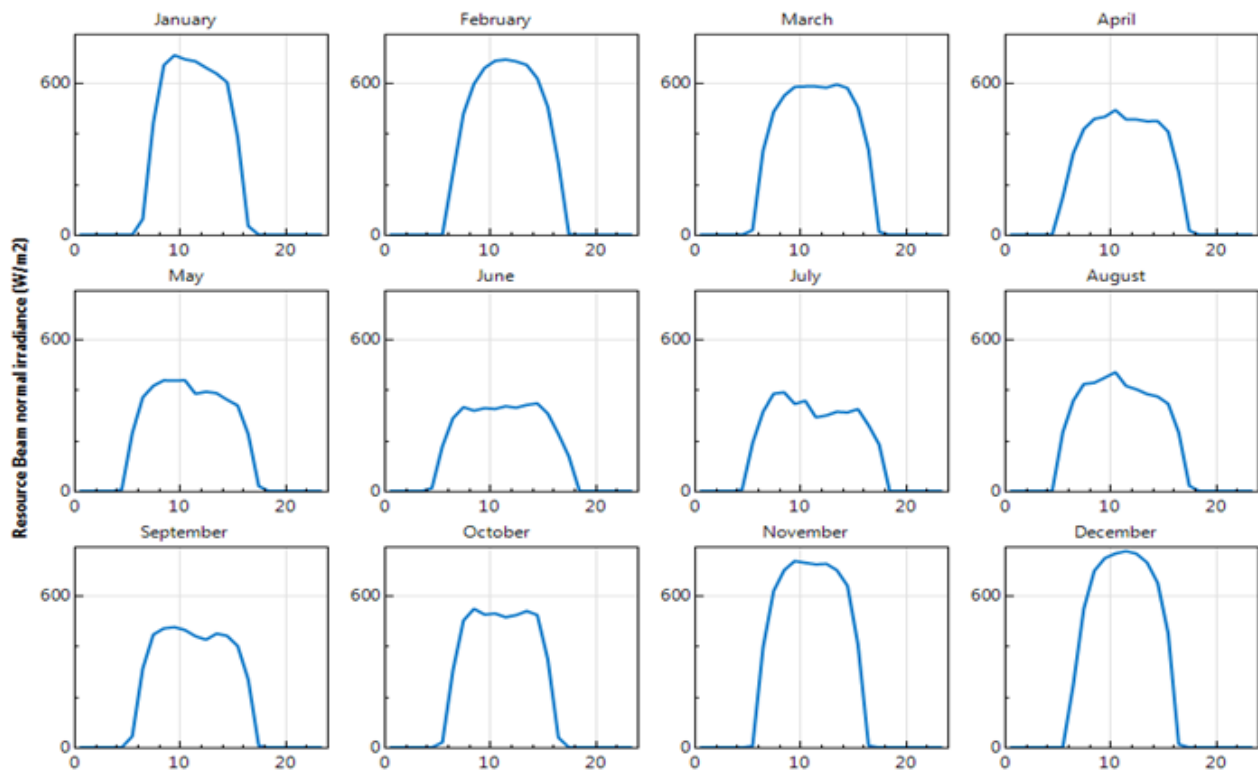 January February March April
600 600 600 600
0 0 0 0
0 10 20 0 10 20 0 10 20 0 10 20
Resource Beam normal irradiance (W/m2)
May June July August
600 600 600 600
0 0 0 0
0 10 20 0 10 20 0 10 20 0 10 20
September October November December
600 600 600 600
0 0 0 0
0 10 20 0 10 20 0 10 20 0 10 20